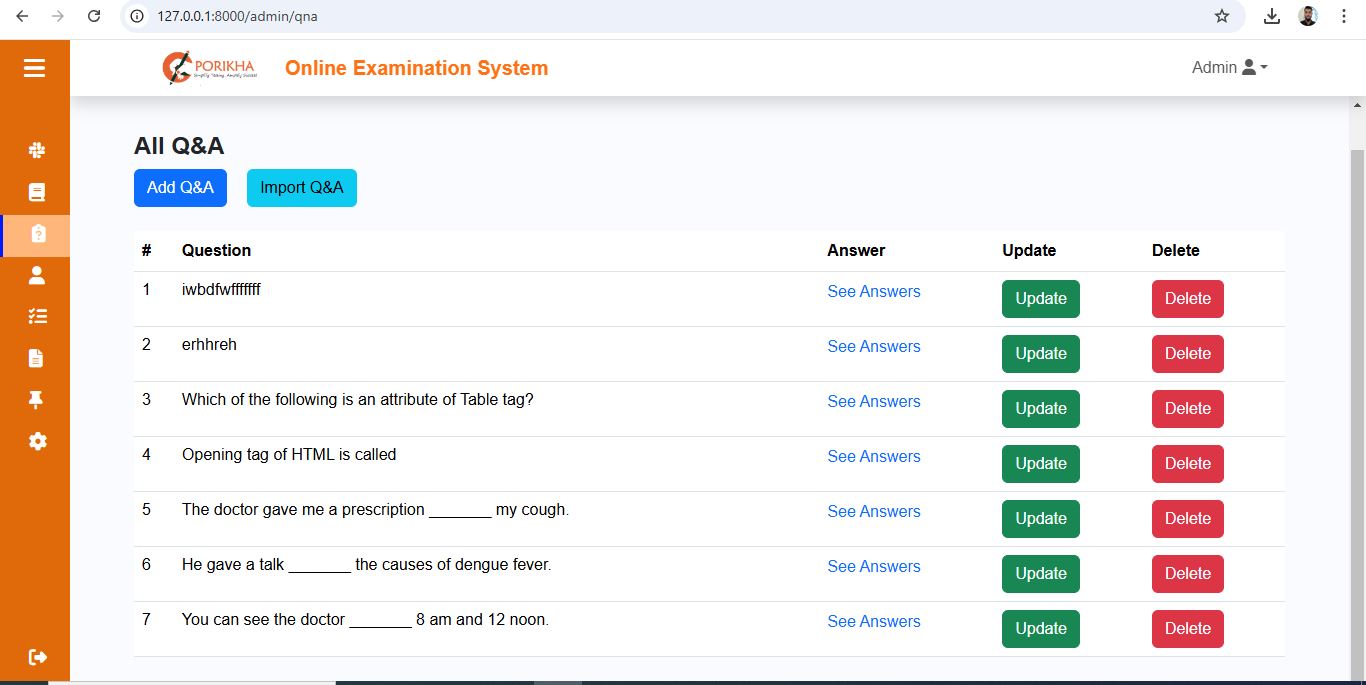 127.0.0.1:8000/admin/qna
PORIKHA
Online Examination System
Admin
All Q&A
Add Q&A Import Q&A
# Question Answer Update Delete
1 iwbdfwfffffff See Answers Update Delete
2 erhhreh See Answers Update Delete
3 Which of the following is an attribute of Table tag? See Answers Update Delete
4 Opening tag of HTML is called See Answers Update Delete
5 The doctor gave me a prescription _______ my cough. See Answers Update Delete
6 He gave a talk _______ the causes of dengue fever. See Answers Update Delete
7 You can see the doctor _______ 8 am and 12 noon. See Answers Update Delete